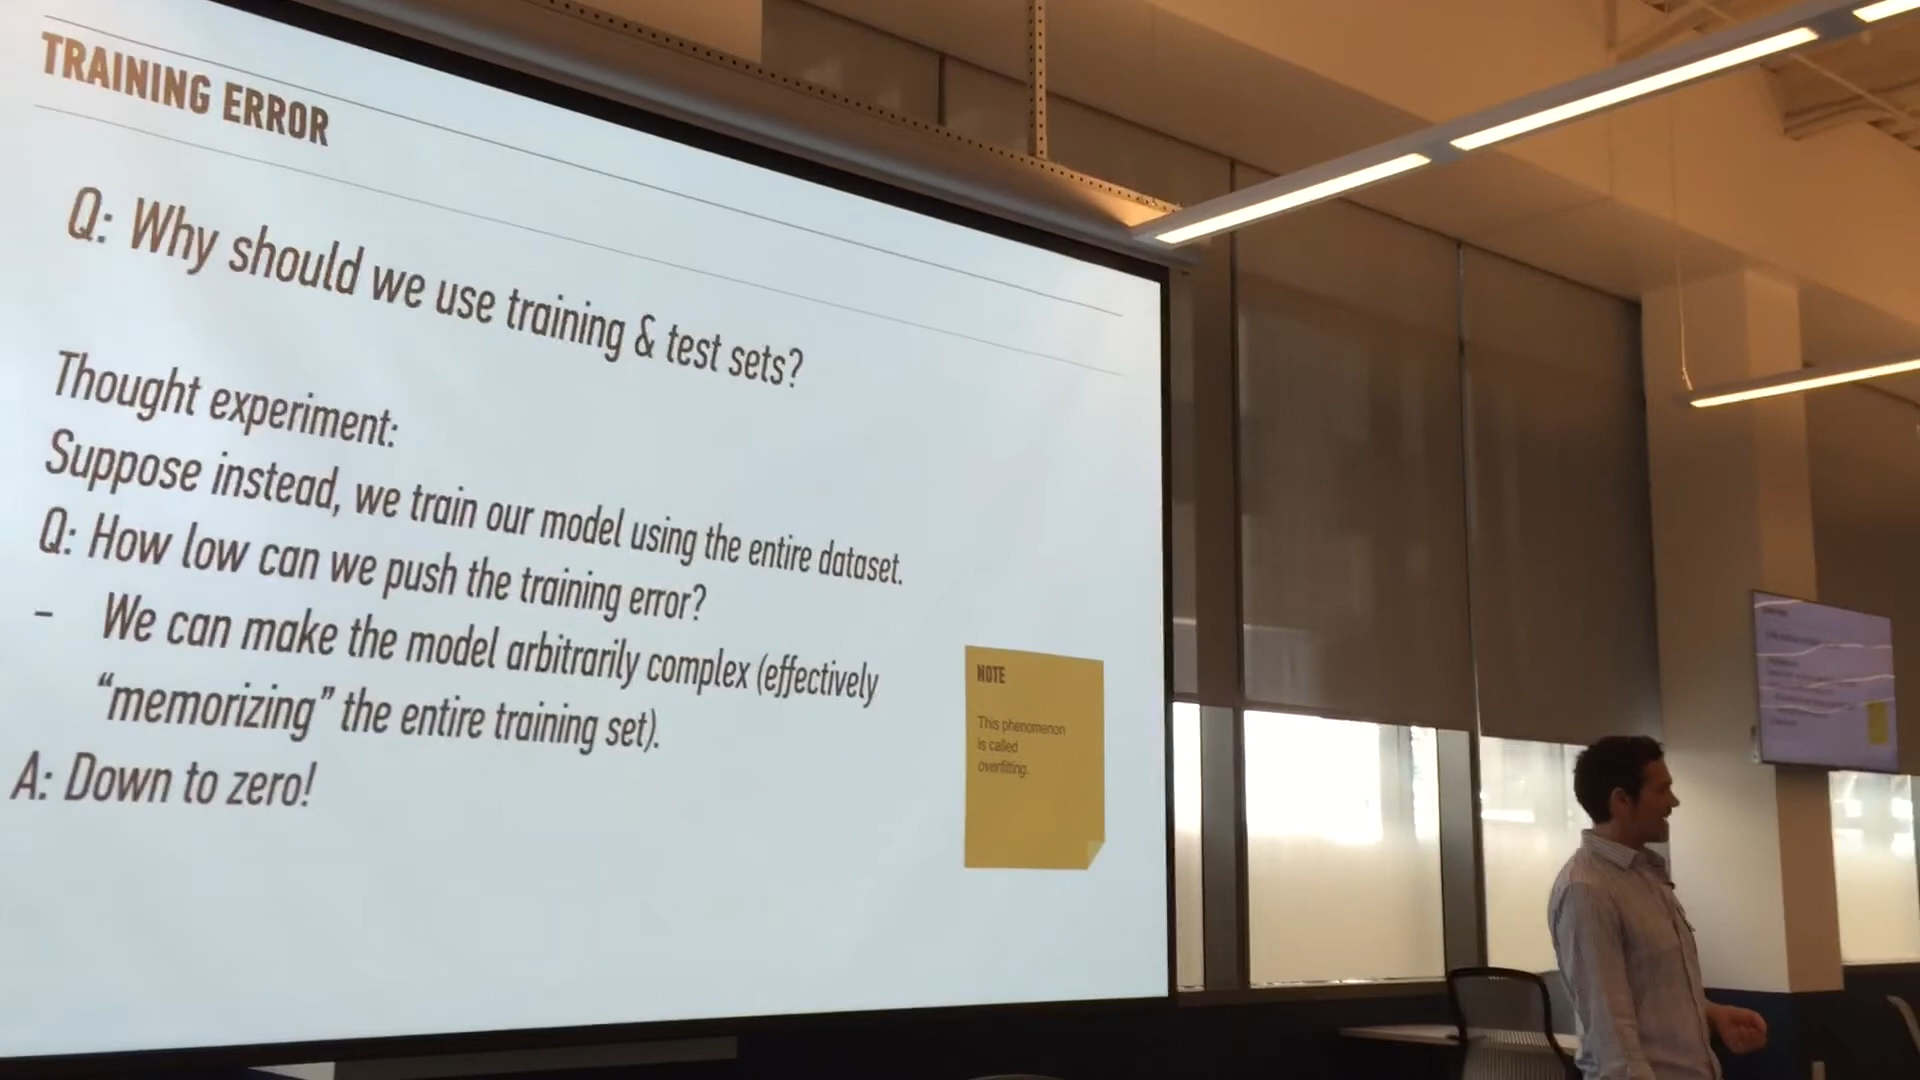 TRAINING ERROR
Q: Why should we use training & test sets?
Thought experiment:
Suppose instead, we train our model using the entire dataset.
Q: How low can we push the training error?
- We can make the model arbitrarily complex (effectively
“memorizing” the entire training set).
A: Down to zero!
NOTE
This phenomenon
is called
overfitting.